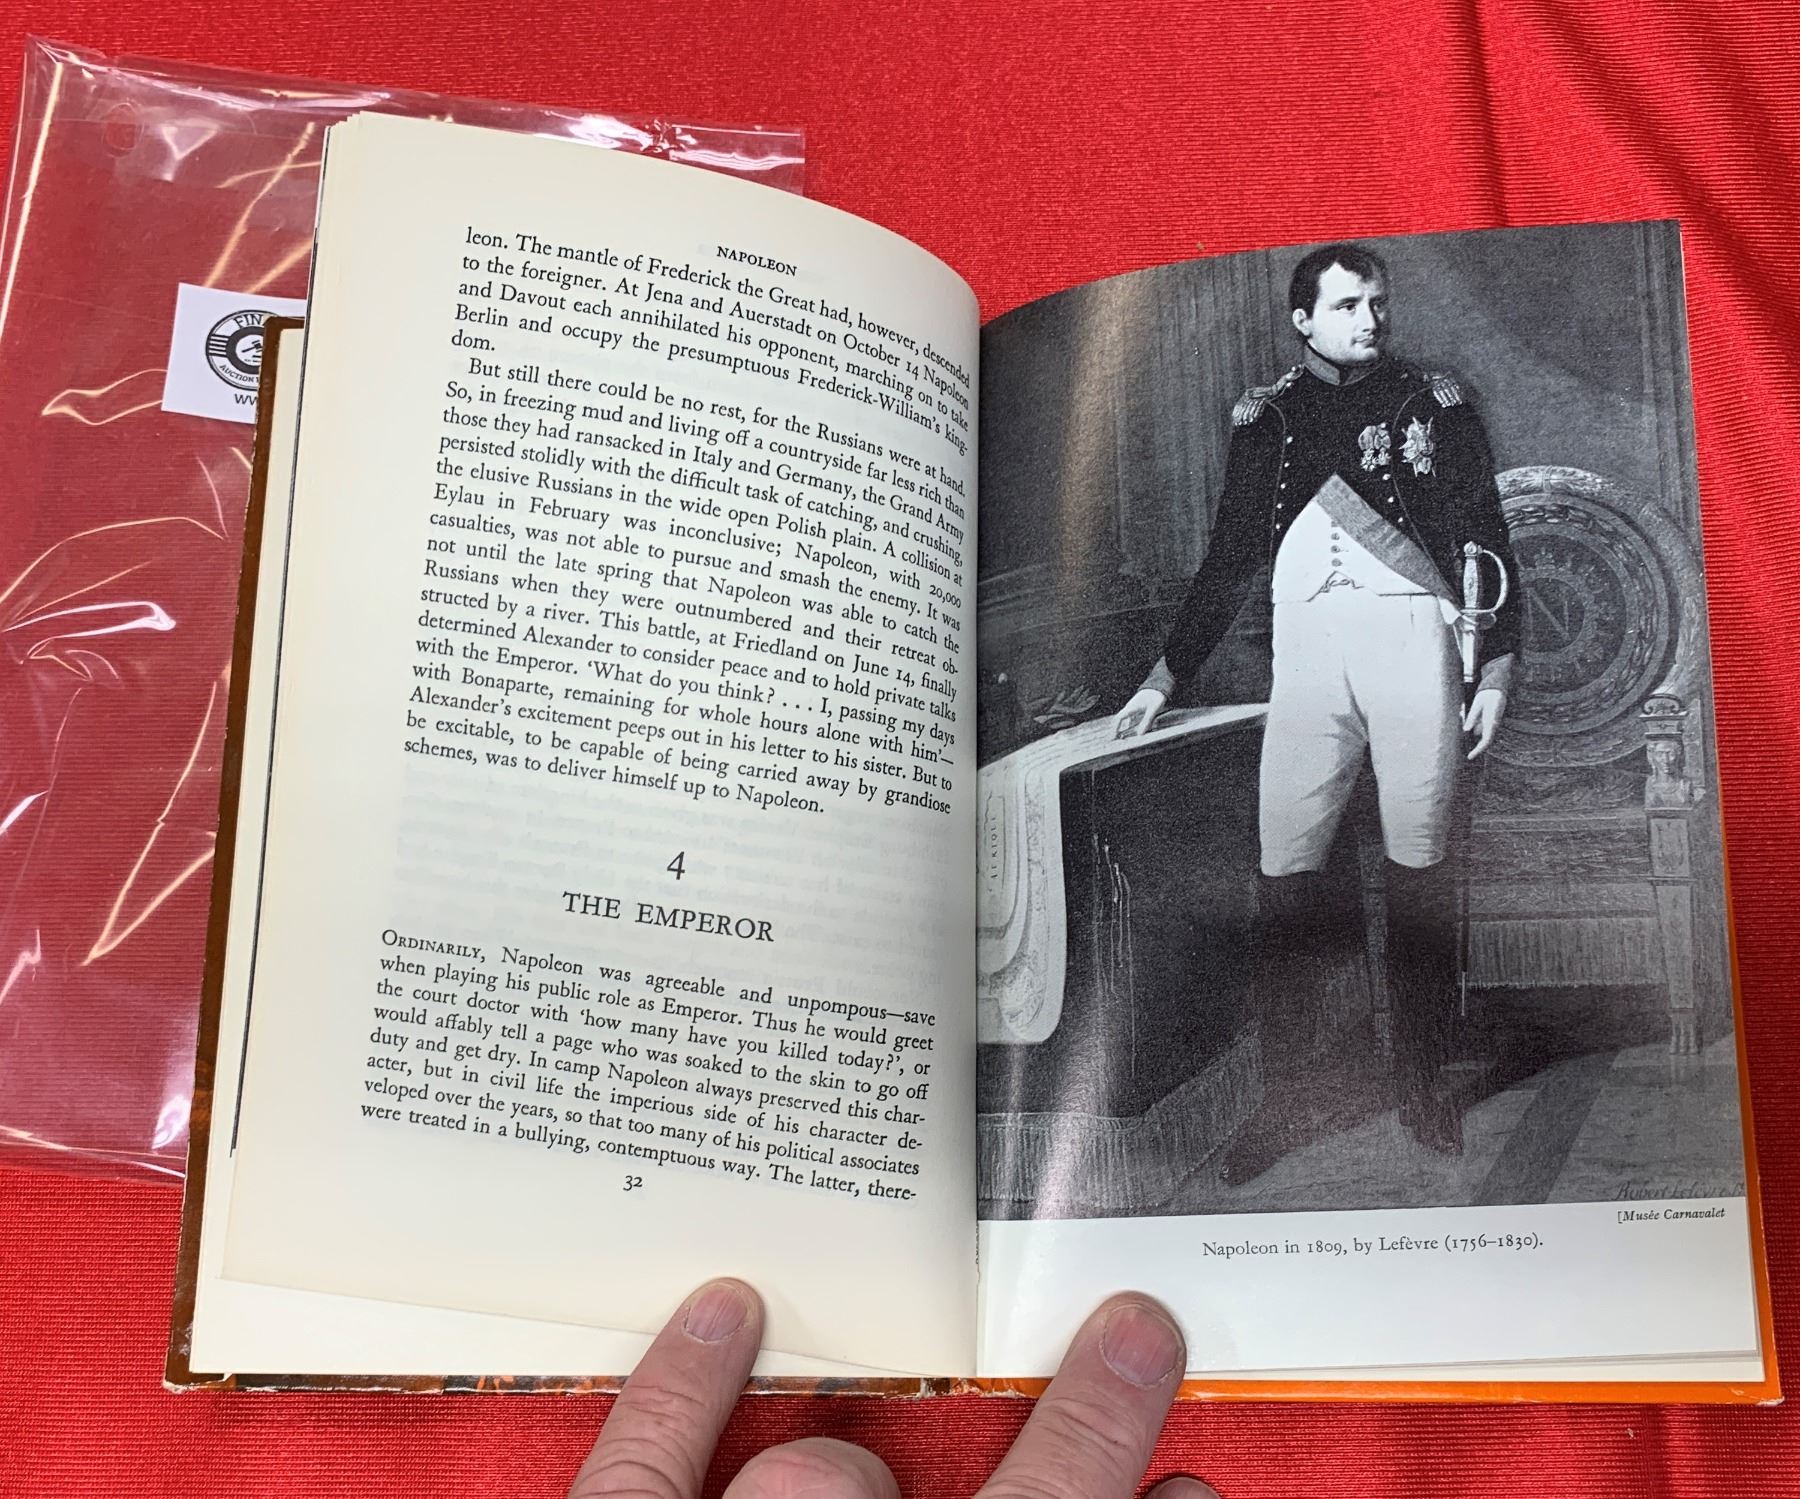 NAPOLEON
leon. The mantle of Frederick the Great had, however, descended
to the foreigner. At Jena and Auerstadt on October 14 Napoleon
and Davout each annihilated his opponent, marching on to take
Berlin and occupy the presumptuous Frederick-William's king-
dom.
But still there could be no rest, for the Russians were at hand.
So, in freezing mud and living off a countryside far less rich than
those they had ransacked in Italy and Germany, the Grand Army
persisted stolidly with the difficult task of catching, and crushing,
the elusive Russians in the wide open Polish plain. A collision at
Eylau in February was inconclusive; Napoleon, with 20,000
casualties, was not able to pursue and smash the enemy. It was
not until the late spring that Napoleon was able to catch the
Russians when they were outnumbered and their retreat ob-
structed by a river. This battle, at Friedland on June 14, finally
determined Alexander to consider peace and to hold private talks
with the Emperor. 'What do you think? . . . I, passing my days
with Bonaparte, remaining for whole hours alone with him'—
Alexander's excitement peeps out in his letter to his sister. But to
be excitable, to be capable of being carried away by grandiose
schemes, was to deliver himself up to Napoleon.
4
THE EMPEROR
ORDINARILY, Napoleon was agreeable and unpompous—save
when playing his public role as Emperor. Thus he would greet
the court doctor with 'how many have you killed today?', or
would affably tell a page who was soaked to the skin to go off
duty and get dry. In camp Napoleon always preserved this char-
acter, but in civil life the imperious side of his character de-
veloped over the years, so that too many of his political associates
were treated in a bullying, contemptuous way. The latter, there-
32
N
Robert Lefèvre
[Musée Carnavalet
Napoleon in 1809, by Lefèvre (1756–1830).
FIN
AUCTION
ww